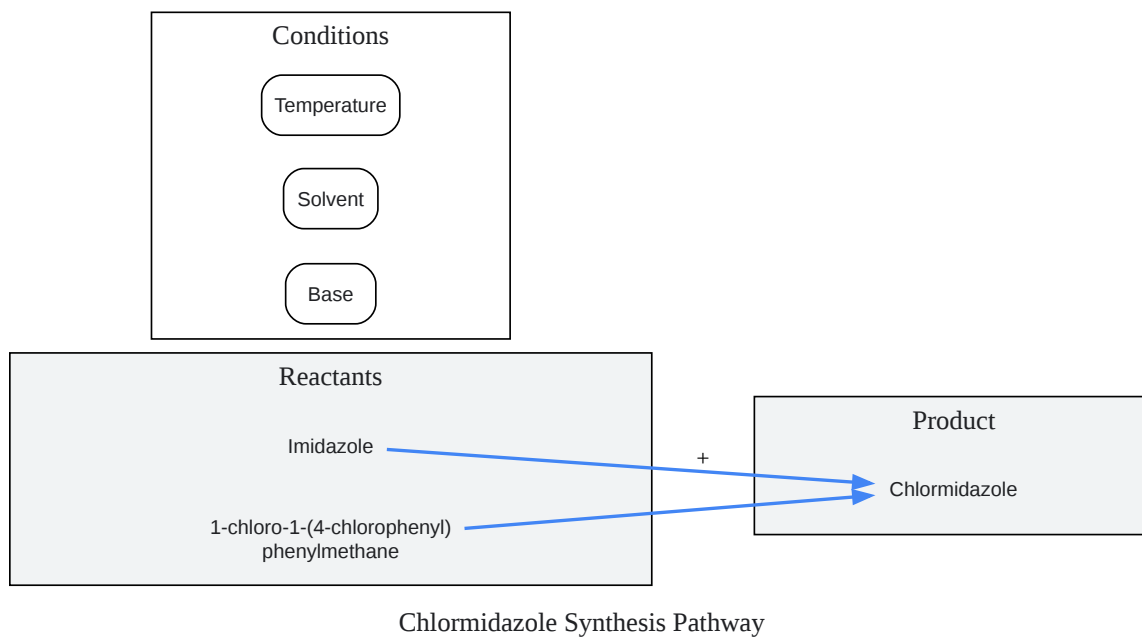 Conditions
Temperature
Solvent
Base
Reactants
Imidazole
1-chloro-1-(4-chlorophenyl)
phenylmethane
+
Product
Chlormidazole
Chlormidazole Synthesis Pathway